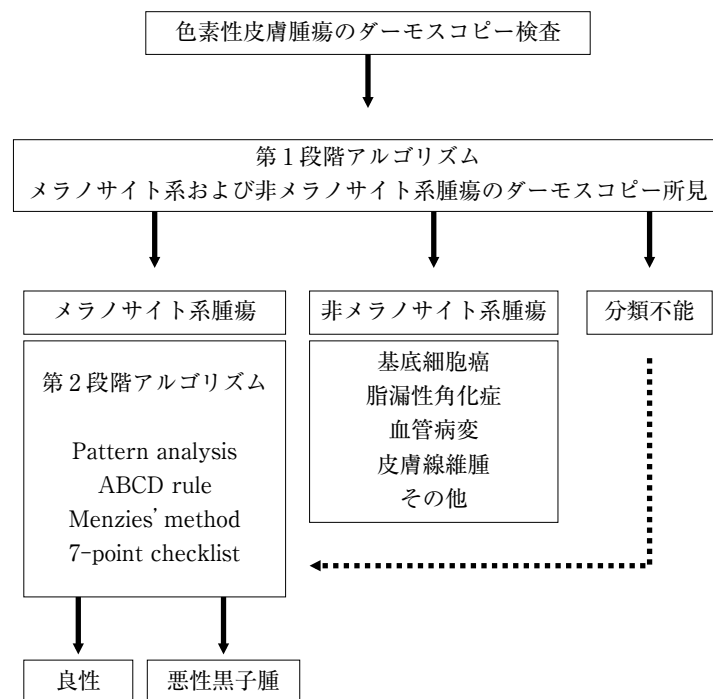 色素性皮膚腫瘍のダーモスコピー検査
第1段階アルゴリズム
メラノサイト系および非メラノサイト系腫瘍のダーモスコピー所見
メラノサイト系腫瘍
非メラノサイト系腫瘍
分類不能
第2段階アルゴリズム
Pattern analysis
ABCD rule
Menzies' method
7-point checklist
基底細胞癌
脂漏性角化症
血管病変
皮膚線維腫
その他
良性
悪性黒子腫